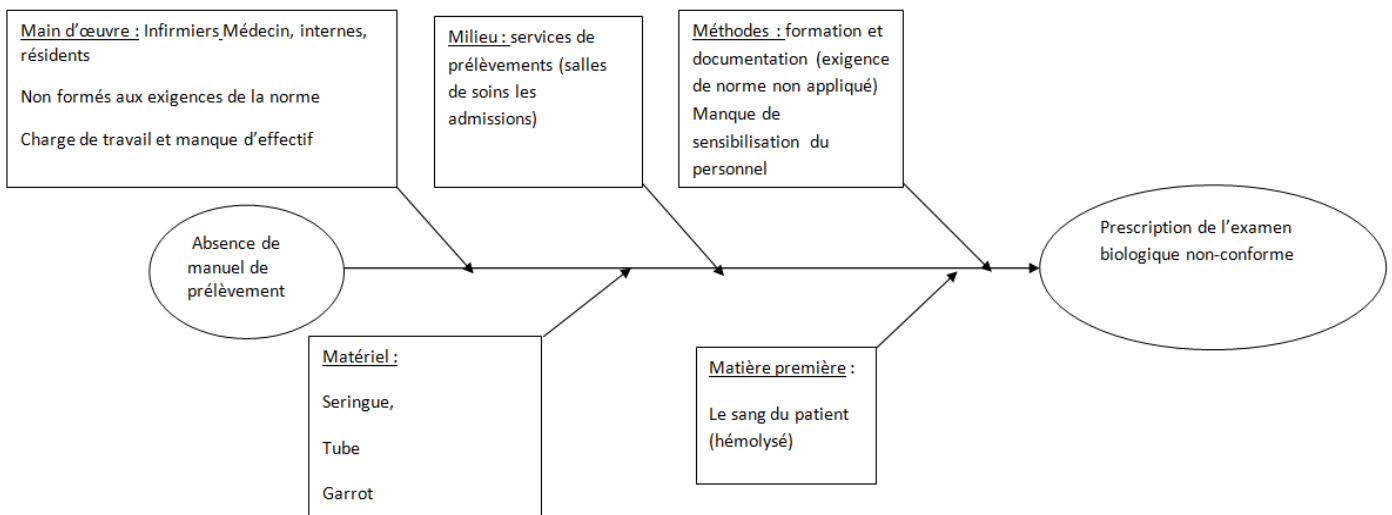 Main d’œuvre : Infirmiers Médecin, internes,
résidents
Non formés aux exigences de la norme
Charge de travail et manque d’effectif
Milieu : services de
prélèvements (salles
de soins les
admissions)
Méthodes : formation et
documentation (exigence
de norme non appliqué)
Manque de
sensibilisation du
personnel
Absence de
manuel de
prélèvement
Prescription de l’examen
biologique non-conforme
Matériel :
Seringue,
Tube
Garrot
Matière première :
Le sang du patient
(hémolysé)